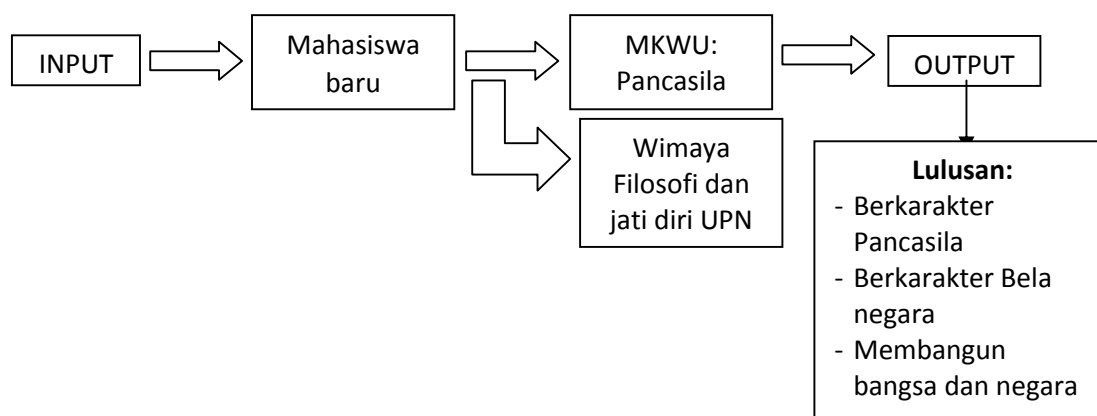 INPUT
Mahasiswa
baru
MKWU:
Pancasila
Wimaya
Filosofi dan
jati diri UPN
OUTPUT
Lulusan:
- Berkarakter
Pancasila
- Berkarakter Bela
negara
- Membangun
bangsa dan negara